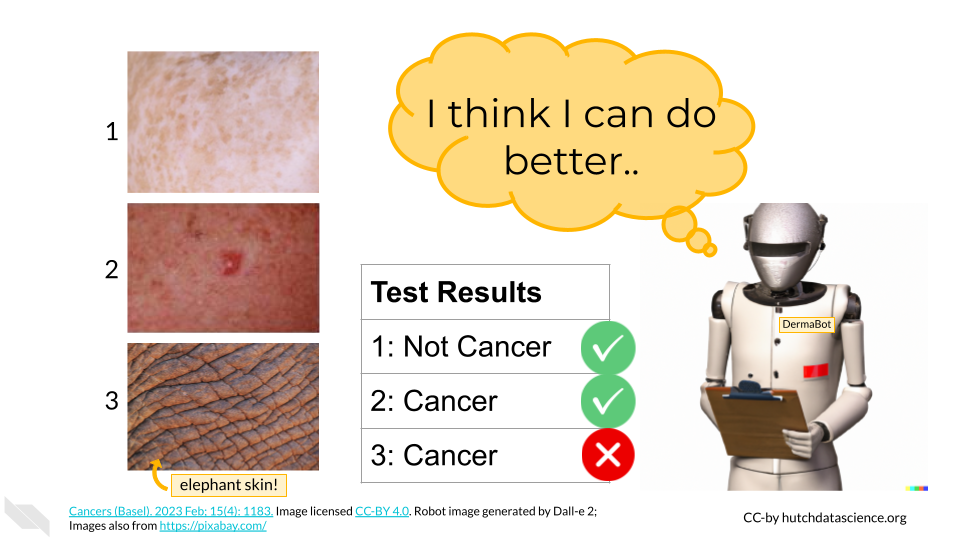 I think I can do
better..
1
2
3
Test Results
1: Not Cancer
2: Cancer
3: Cancer
DermaBot
elephant skin!
Cancers (Basel). 2023 Feb; 15(4): 1183. Image licensed CC-BY 4.0. Robot image generated by Dall-e 2;
Images also from https://pixabay.com/
CC-by hutchdatascience.org